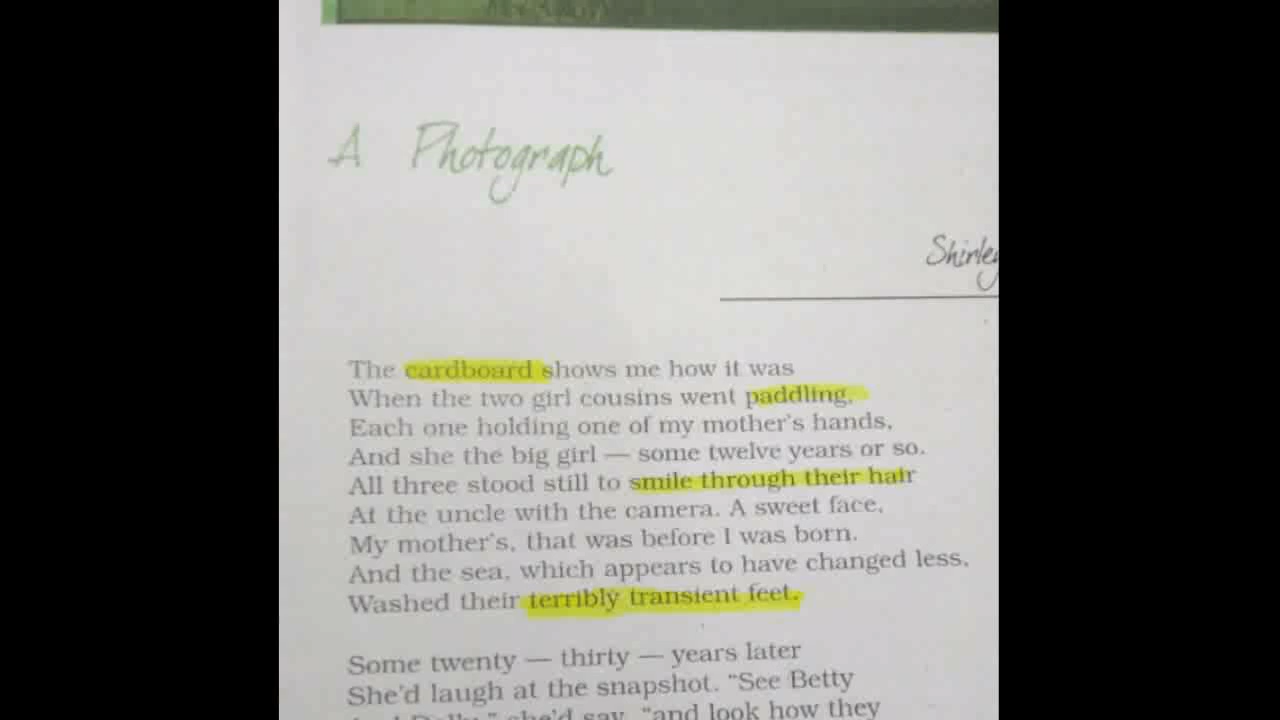 A Photograph
Shirley
The cardboard shows me how it was
When the two girl cousins went paddling,
Each one holding one of my mother's hands,
And she the big girl — some twelve years or so.
All three stood still to smile through their hair
At the uncle with the camera. A sweet face,
My mother's, that was before I was born.
And the sea, which appears to have changed less,
Washed their terribly transient feet.
Some twenty — thirty — years later
She'd laugh at the snapshot. “See Betty
And Dolly,” she'd say, “and look how they